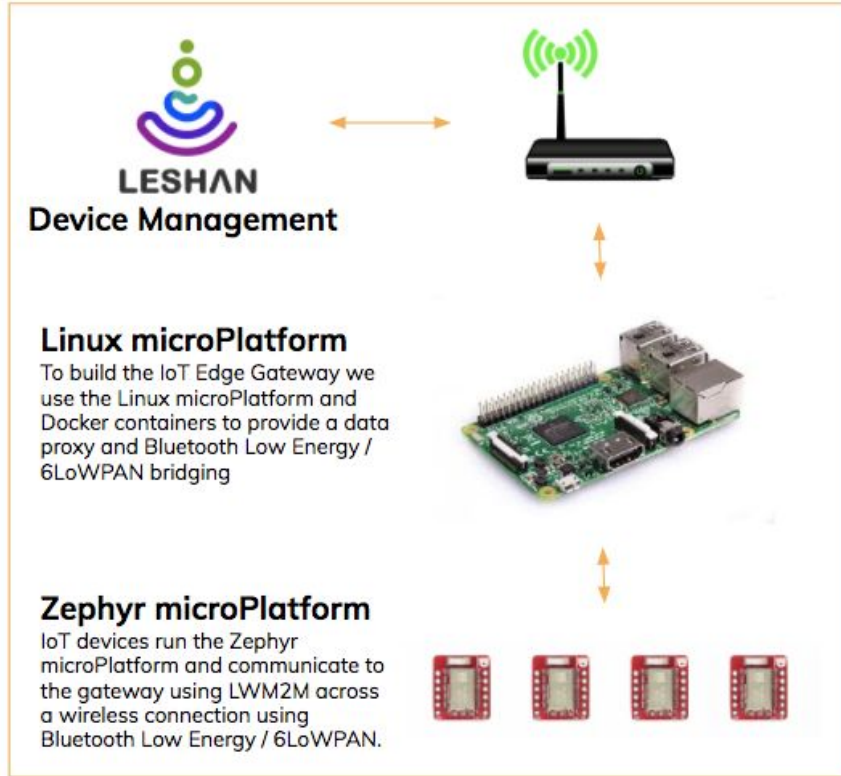 LESHΛN
Device Management
Linux microPlatform
To build the IoT Edge Gateway we
use the Linux microPlatform and
Docker containers to provide a data
proxy and Bluetooth Low Energy /
6LoWPAN bridging
Zephyr microPlatform
IoT devices run the Zephyr
microPlatform and communicate to
the gateway using LWM2M across
a wireless connection using
Bluetooth Low Energy / 6LoWPAN.